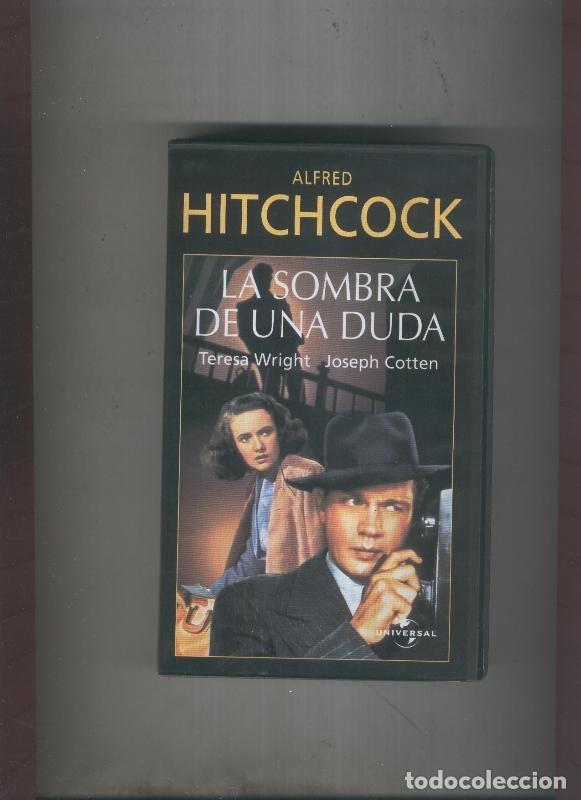 ALFRED
HITCHCOCK
LA SOMBRA
DE UNA DUDA
Teresa Wright Joseph Cotten
UNIVERSAL
todocoleccion